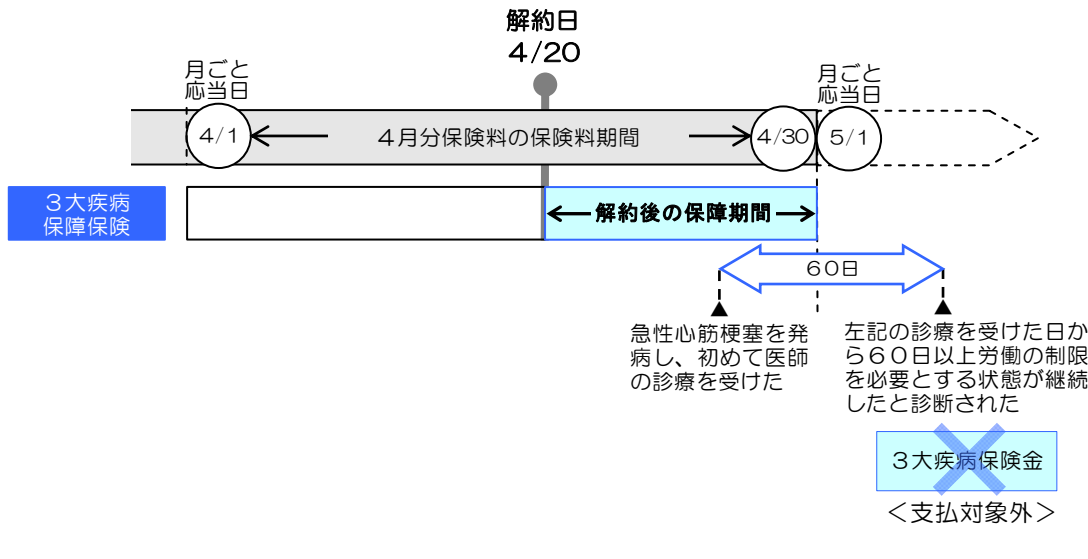 解約日
4/20
月ごと
応当日
月ごと
応当日
4/1
４月分保険料の保険料期間
4/30
5/1
３大疾病
保障保険
解約後の保障期間
６０日
急性心筋梗塞を発
病し、初めて医師
の診療を受けた
左記の診療を受けた日か
ら６０日以上労働の制限
を必要とする状態が継続
したと診断された
３大疾病保険金
＜支払対象外＞